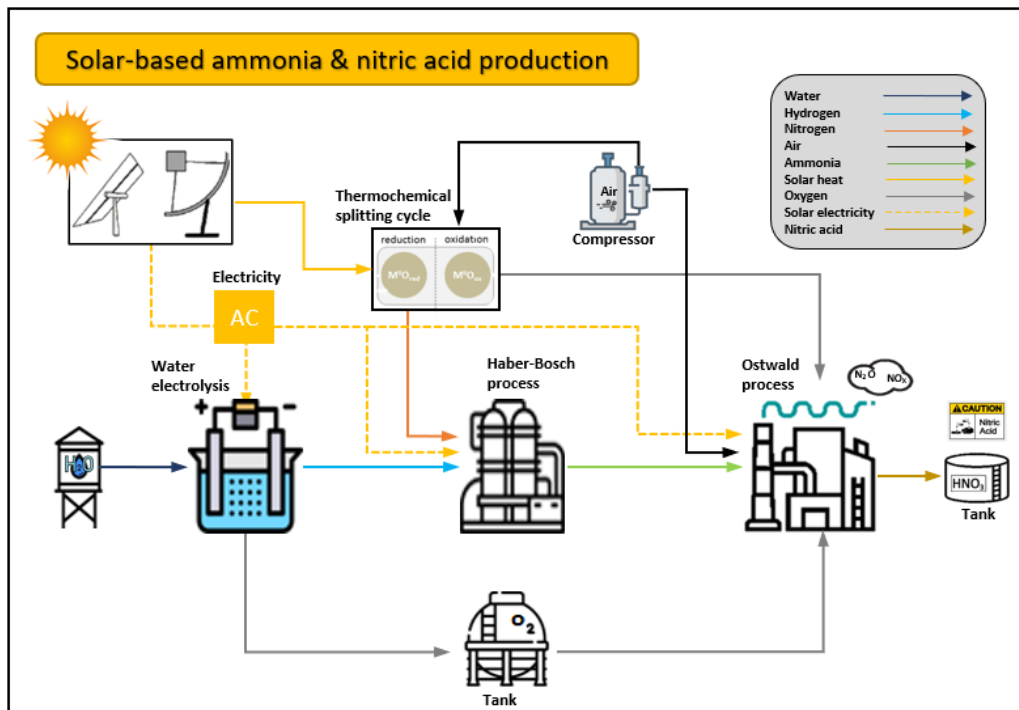 Solar-based ammonia & nitric acid production
Water
Hydrogen
Nitrogen
Air
Ammonia
Solar heat
Oxygen
Solar electricity
Nitric acid
Thermochemical
splitting cycle
reduction
oxidation
MᵒOred
MᵒOox
Air
Compressor
Electricity
AC
Water
electrolysis
+
−
H2O
Haber-Bosch
process
Ostwald
process
N2O
NOX
CAUTION
Nitric
Acid
HNO3
Tank
O2
Tank